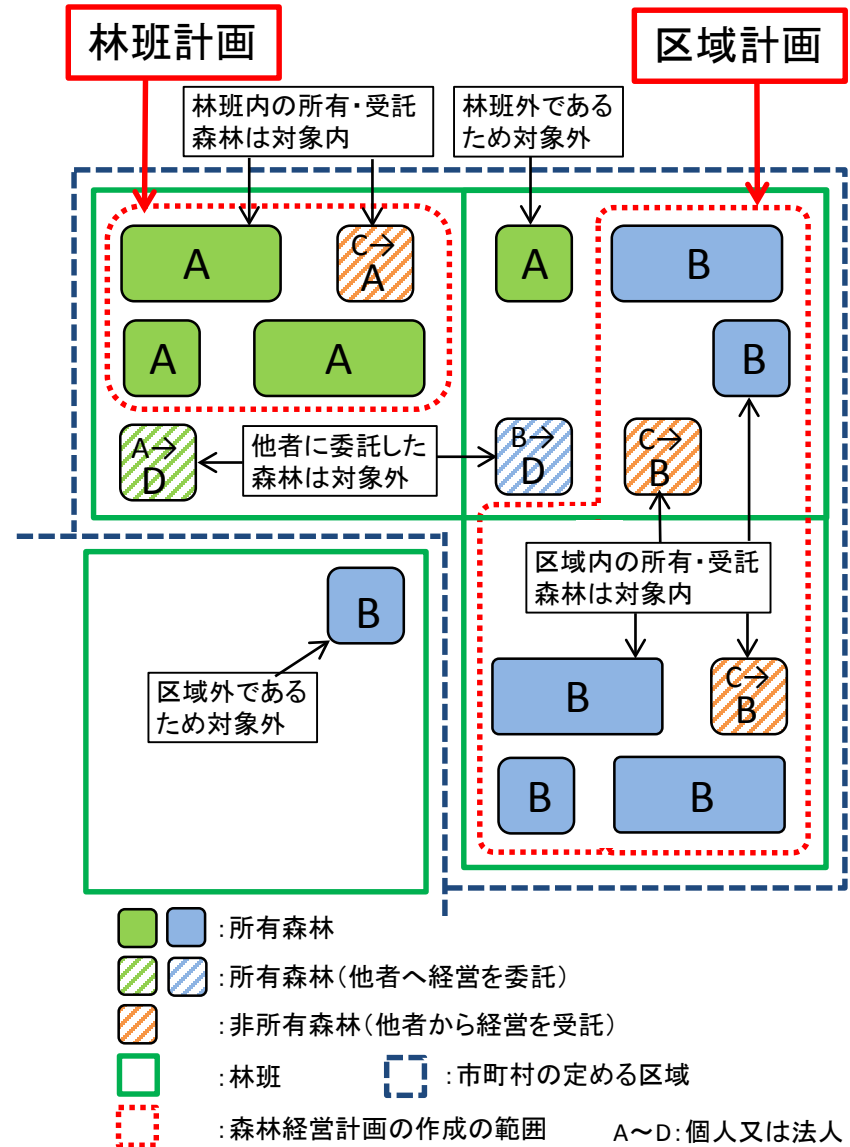 林班計画
区域計画
林班内の所有・受託
森林は対象内
林班外である
ため対象外
A
C→
A
A
B
A
A
B
A→
D
他者に委託した
森林は対象外
B→
D
C→
B
区域内の所有・受託
森林は対象内
B
区域外である
ため対象外
B
C→
B
B
B
:所有森林
:所有森林(他者へ経営を委託)
:非所有森林(他者から経営を受託)
:林班
:市町村の定める区域
:森林経営計画の作成の範囲
A～D:個人又は法人